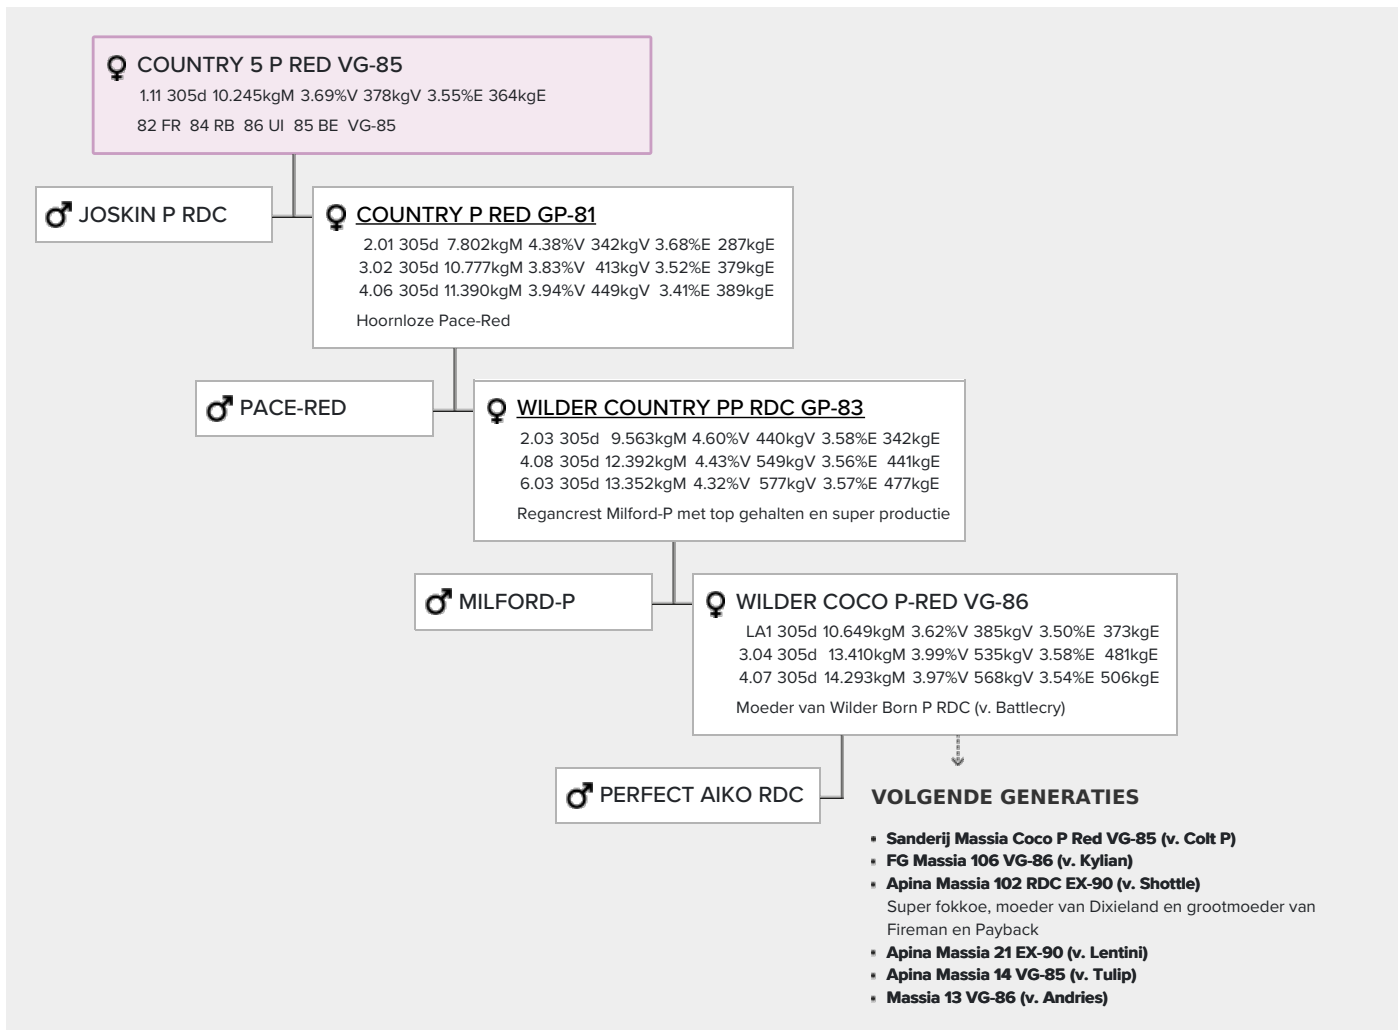 COUNTRY 5 P RED VG-85
1.11 305d 10.245kgM 3.69%V 378kgV 3.55%E 364kgE
82 FR 84 RB 86 UI 85 BE VG-85
JOSKIN P RDC
COUNTRY P RED GP-81
2.01 305d 7.802kgM 4.38%V 342kgV 3.68%E 287kgE
3.02 305d 10.777kgM 3.83%V 413kgV 3.52%E 379kgE
4.06 305d 11.390kgM 3.94%V 449kgV 3.41%E 389kgE
Hoornloze Pace-Red
PACE-RED
WILDER COUNTRY PP RDC GP-83
2.03 305d 9.563kgM 4.60%V 440kgV 3.58%E 342kgE
4.08 305d 12.392kgM 4.43%V 549kgV 3.56%E 441kgE
6.03 305d 13.352kgM 4.32%V 577kgV 3.57%E 477kgE
Regancrest Milford-P met top gehalten en super productie
MILFORD-P
WILDER COCO P-RED VG-86
LA1 305d 10.649kgM 3.62%V 385kgV 3.50%E 373kgE
3.04 305d 13.410kgM 3.99%V 535kgV 3.58%E 481kgE
4.07 305d 14.293kgM 3.97%V 568kgV 3.54%E 506kgE
Moeder van Wilder Born P RDC (v. Battlecry)
PERFECT AIKO RDC
VOLGENDE GENERATIES
▪ Sanderij Massia Coco P Red VG-85 (v. Colt P)
▪ FG Massia 106 VG-86 (v. Kylian)
▪ Apina Massia 102 RDC EX-90 (v. Shottle)
Super fokkoe, moeder van Dixieland en grootmoeder van
Fireman en Payback
▪ Apina Massia 21 EX-90 (v. Lentini)
▪ Apina Massia 14 VG-85 (v. Tulip)
▪ Massia 13 VG-86 (v. Andries)